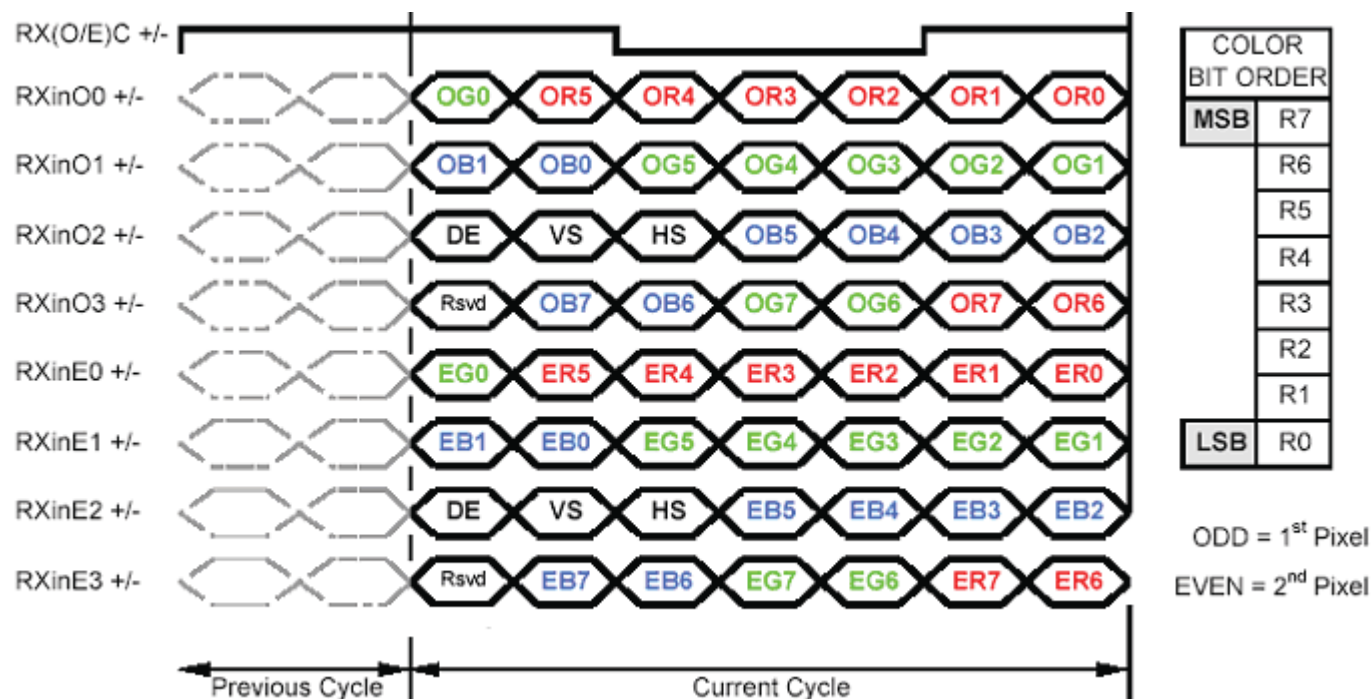 RX(O/E)C +/-
RXinO0 +/- OG0 OR5 OR4 OR3 OR2 OR1 OR0
RXinO1 +/- OB1 OB0 OG5 OG4 OG3 OG2 OG1
RXinO2 +/- DE VS HS OB5 OB4 OB3 OB2
RXinO3 +/- Rsvd OB7 OB6 OG7 OG6 OR7 OR6
RXinE0 +/- EG0 ER5 ER4 ER3 ER2 ER1 ER0
RXinE1 +/- EB1 EB0 EG5 EG4 EG3 EG2 EG1
RXinE2 +/- DE VS HS EB5 EB4 EB3 EB2
RXinE3 +/- Rsvd EB7 EB6 EG7 EG6 ER7 ER6
Previous Cycle Current Cycle
COLOR
BIT ORDER
MSB R7
R6
R5
R4
R3
R2
R1
LSB R0
ODD = 1st Pixel
EVEN = 2nd Pixel